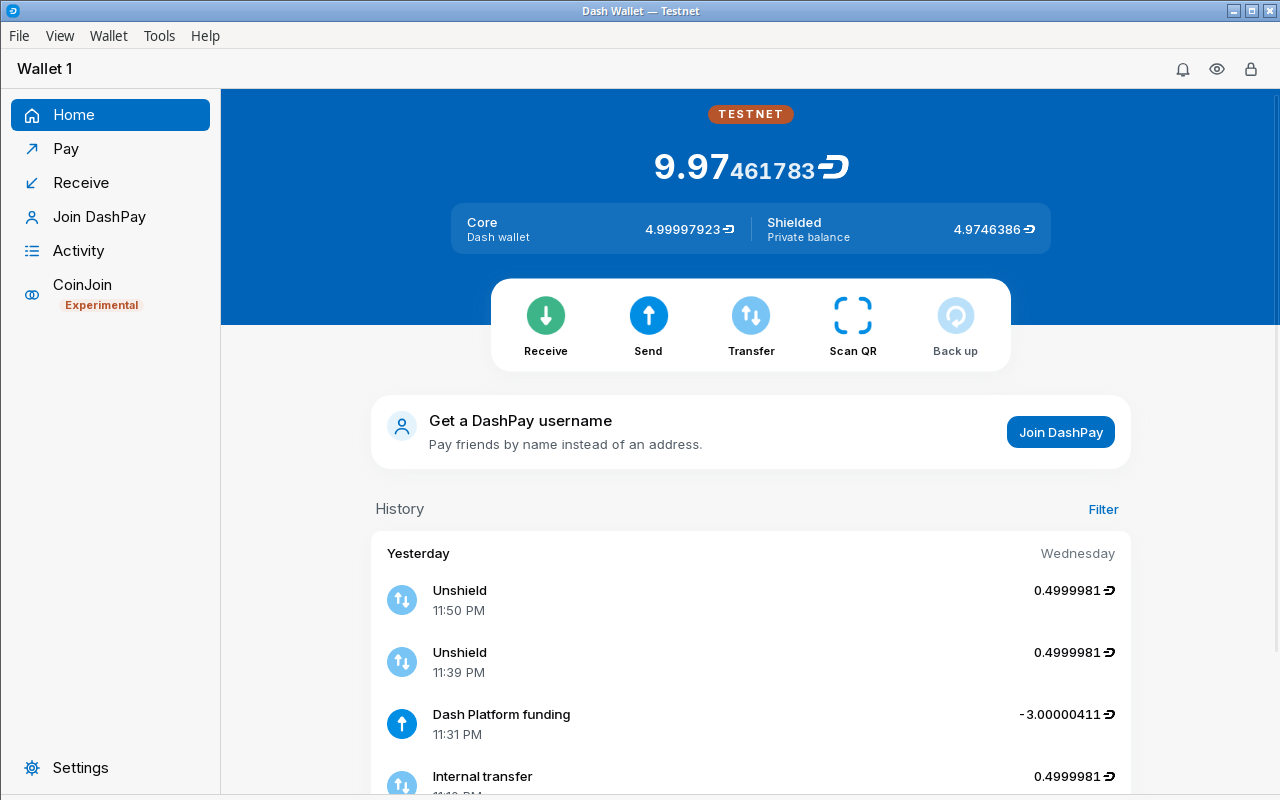 Dash Wallet — Testnet
File View Wallet Tools Help
Wallet 1
Home
Pay
Receive
Join DashPay
Activity
CoinJoin
Experimental
Settings
TESTNET
9.97461783
Core
Dash wallet
4.99997923
Shielded
Private balance
4.9746386
Receive
Send
Transfer
Scan QR
Back up
Get a DashPay username
Pay friends by name instead of an address.
Join DashPay
History
Filter
Yesterday
Wednesday
Unshield
0.4999981
11:50 PM
Unshield
0.4999981
11:39 PM
Dash Platform funding
-3.00000411
11:31 PM
Internal transfer
0.4999981